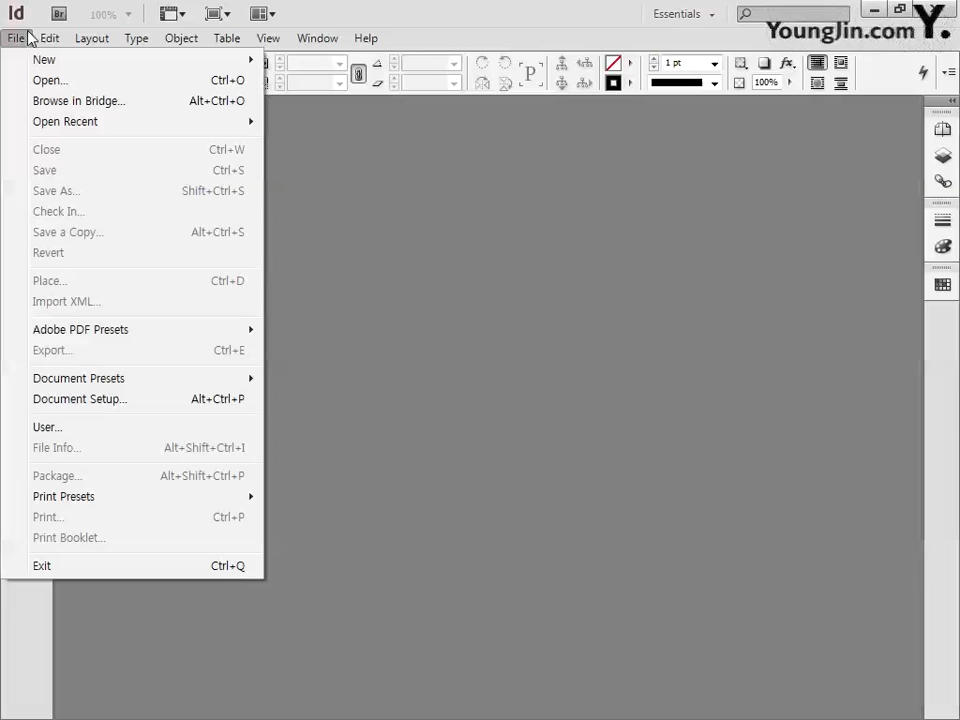 Id Br 100% Essentials
YoungJin.com Y.
File Edit Layout Type Object Table View Window Help
New
Open... Ctrl+O
Browse in Bridge... Alt+Ctrl+O
Open Recent
Close Ctrl+W
Save Ctrl+S
Save As... Shift+Ctrl+S
Check In...
Save a Copy... Alt+Ctrl+S
Revert
Place... Ctrl+D
Import XML...
Adobe PDF Presets
Export... Ctrl+E
Document Presets
Document Setup... Alt+Ctrl+P
User...
File Info... Alt+Shift+Ctrl+I
Package... Alt+Shift+Ctrl+P
Print Presets
Print... Ctrl+P
Print Booklet...
Exit Ctrl+Q
P 1 pt fx.
100%